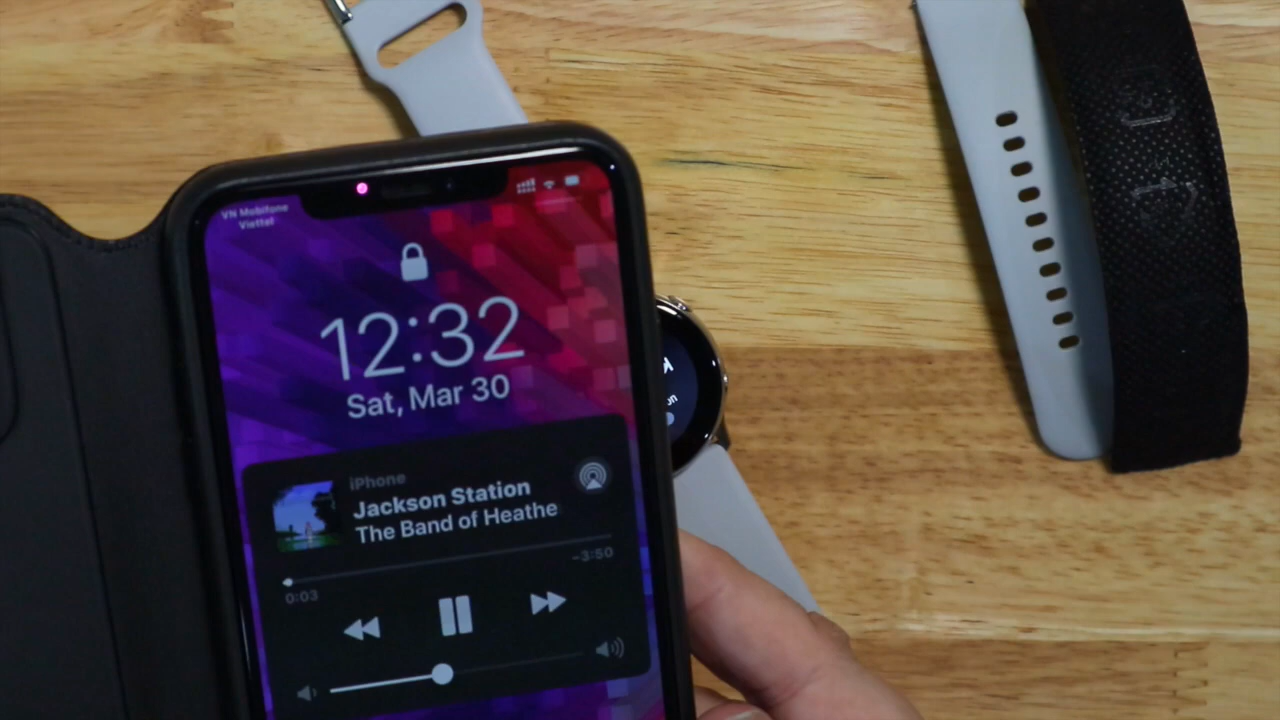 VN Mobifone
Viettel
12:32
Sat, Mar 30
iPhone
Jackson Station
The Band of Heathe
0:03
-3:50
on